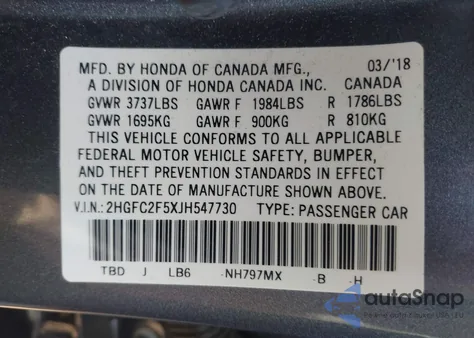 MFD. BY HONDA OF CANADA MFG., 03/'18
A DIVISION OF HONDA CANADA INC. CANADA
GVWR 3737LBS GAWR F 1984LBS R 1786LBS
GVWR 1695KG GAWR F 900KG R 810KG
THIS VEHICLE CONFORMS TO ALL APPLICABLE
FEDERAL MOTOR VEHICLE SAFETY, BUMPER,
AND THEFT PREVENTION STANDARDS IN EFFECT
ON THE DATE OF MANUFACTURE SHOWN ABOVE.
V.I.N.: 2HGFC2F5XJH547730 TYPE: PASSENGER CAR
TBD J LB6 NH797MX B H
autoSnap